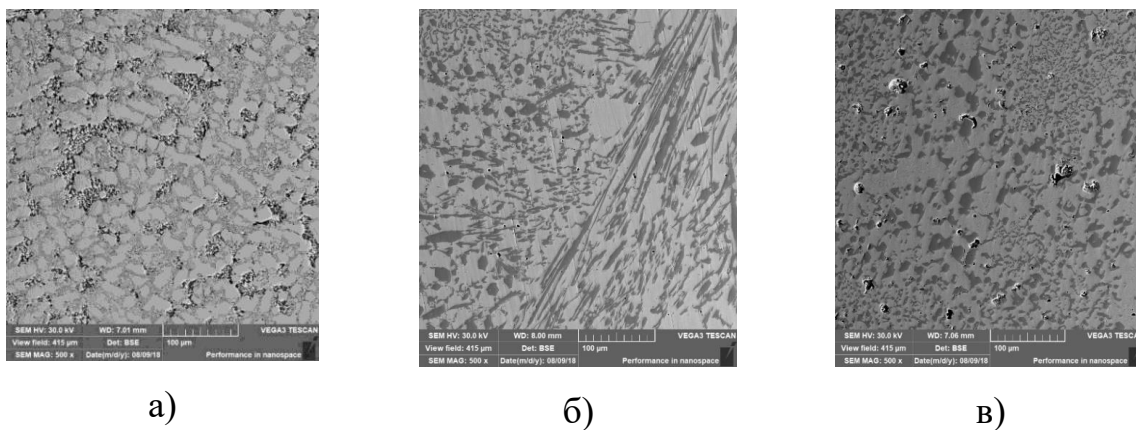 SEM HV: 30.0 kV WD: 7.01 mm VEGA3 TESCAN
View field: 415 µm Det: BSE 100 µm
SEM MAG: 500 x Date(m/d/y): 08/09/18 Performance in nanospace
SEM HV: 30.0 kV WD: 8.00 mm VEGA3 TESCAN
View field: 415 µm Det: BSE 100 µm
SEM MAG: 500 x Date(m/d/y): 08/09/18 Performance in nanospace
SEM HV: 30.0 kV WD: 7.06 mm VEGA3 TESCAN
View field: 415 µm Det: BSE 100 µm
SEM MAG: 500 x Date(m/d/y): 08/09/18 Performance in nanospace
а) б) в)